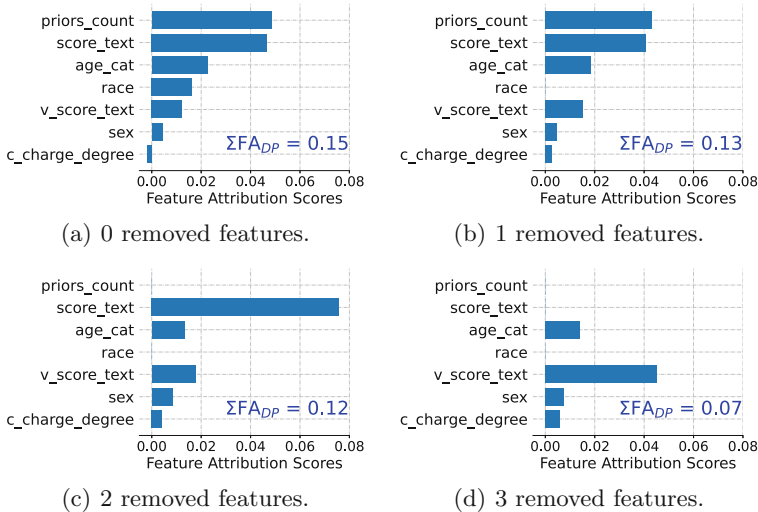 priors_count
score_text
age_cat
race
v_score_text
sex
c_charge_degree
ΣFA_DP = 0.15
0.00 0.02 0.04 0.06 0.08
Feature Attribution Scores
(a) 0 removed features.
priors_count
score_text
age_cat
race
v_score_text
sex
c_charge_degree
ΣFA_DP = 0.13
0.00 0.02 0.04 0.06 0.08
Feature Attribution Scores
(b) 1 removed features.
priors_count
score_text
age_cat
race
v_score_text
sex
c_charge_degree
ΣFA_DP = 0.12
0.00 0.02 0.04 0.06 0.08
Feature Attribution Scores
(c) 2 removed features.
priors_count
score_text
age_cat
race
v_score_text
sex
c_charge_degree
ΣFA_DP = 0.07
0.00 0.02 0.04 0.06 0.08
Feature Attribution Scores
(d) 3 removed features.